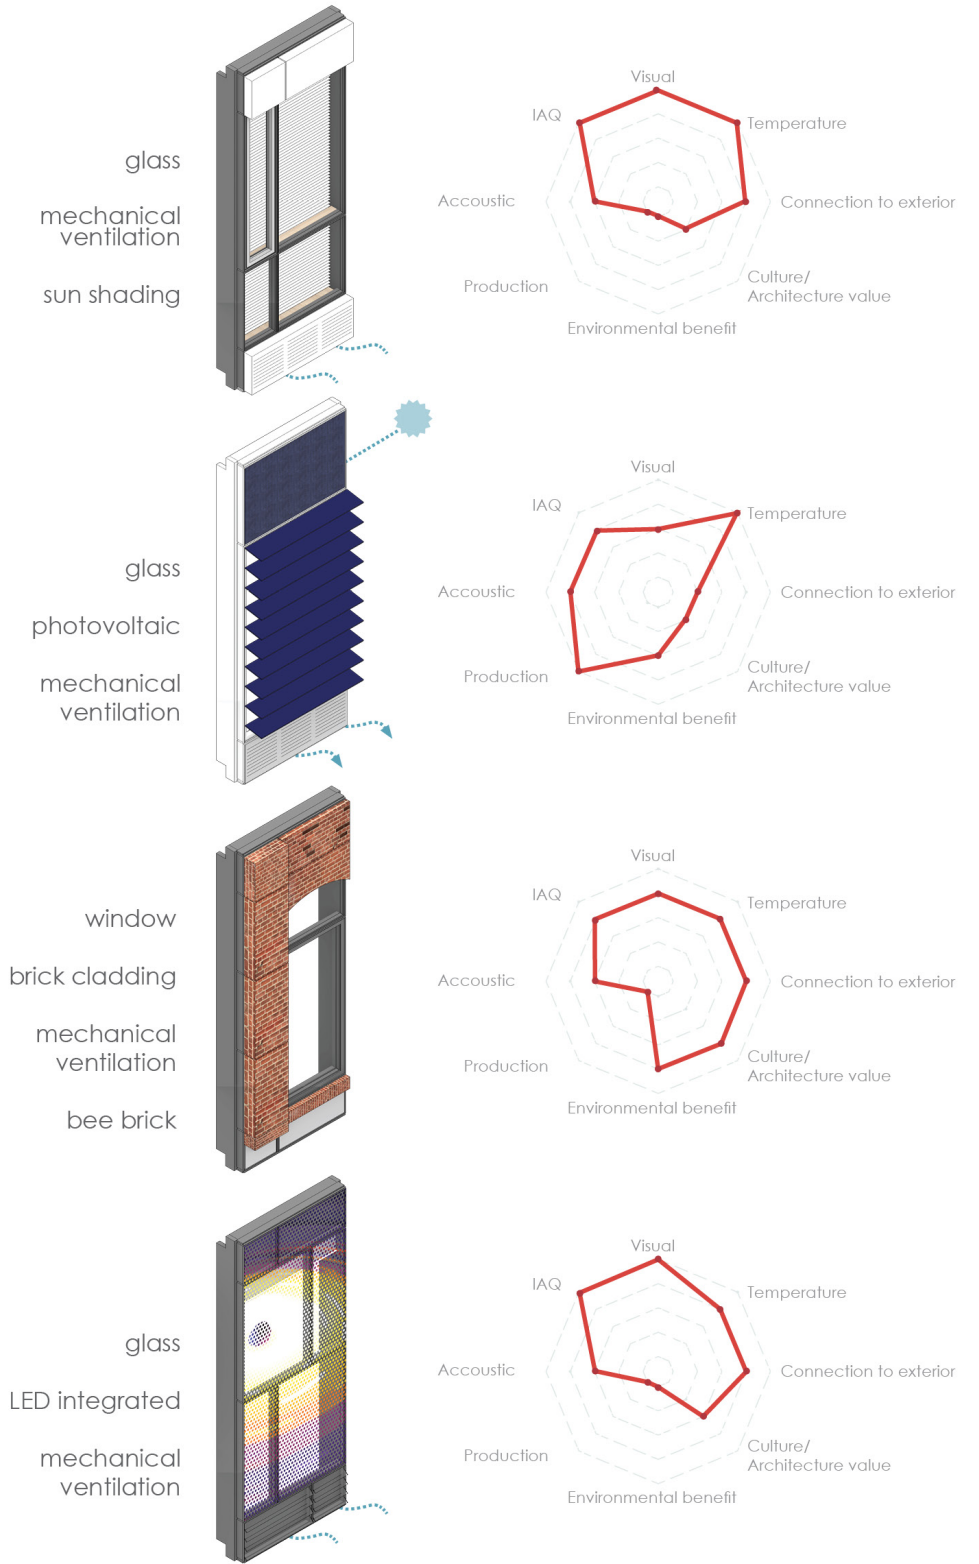 glass
mechanical
ventilation
sun shading
Visual
IAQ
Temperature
Accoustic
Connection to exterior
Production
Culture/
Architecture value
Environmental benefit
glass
photovoltaic
mechanical
ventilation
Visual
IAQ
Temperature
Accoustic
Connection to exterior
Production
Culture/
Architecture value
Environmental benefit
window
brick cladding
mechanical
ventilation
bee brick
Visual
IAQ
Temperature
Accoustic
Connection to exterior
Production
Culture/
Architecture value
Environmental benefit
glass
LED integrated
mechanical
ventilation
Visual
IAQ
Temperature
Accoustic
Connection to exterior
Production
Culture/
Architecture value
Environmental benefit